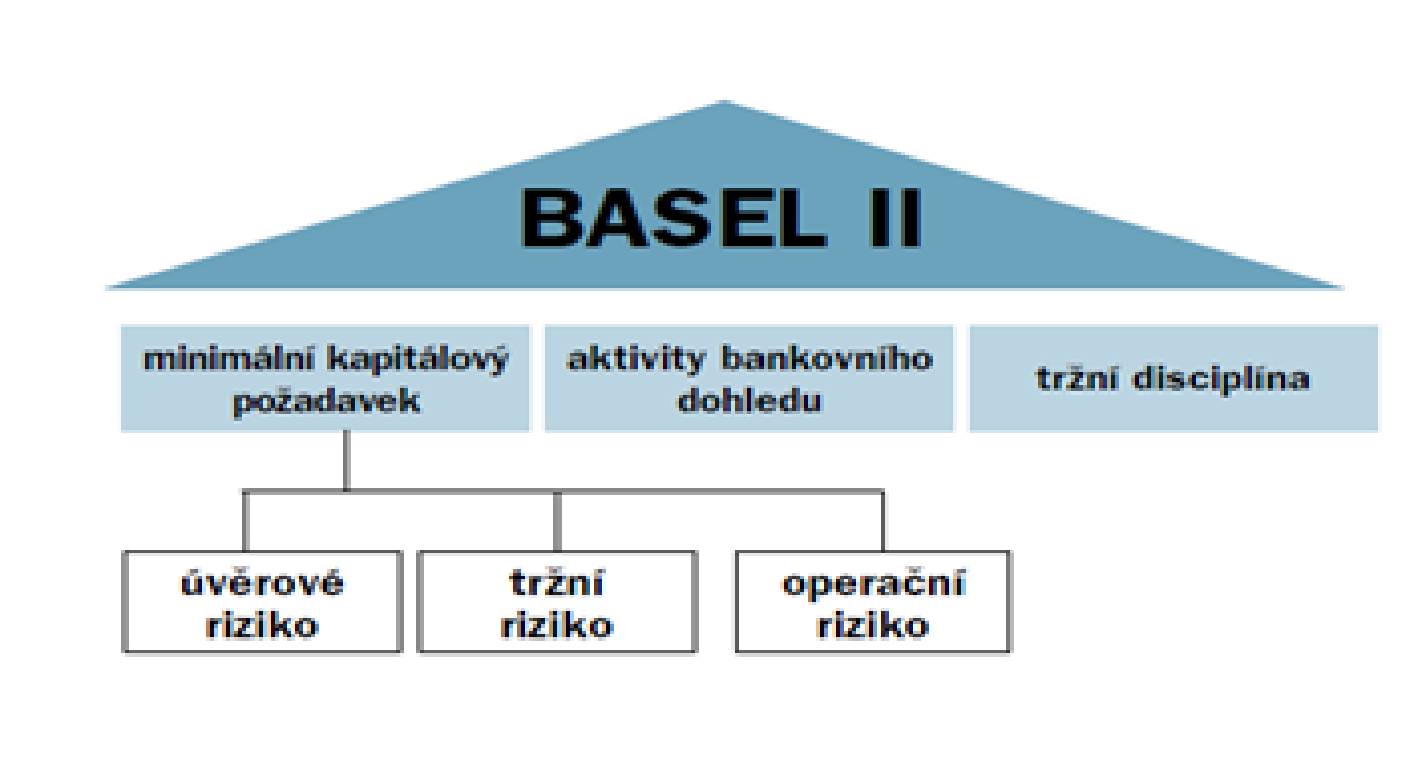 BASEL II
minimální kapitálový
požadavek
aktivity bankovního
dohledu
tržní disciplína
úvěrové
riziko
tržní
riziko
operační
riziko